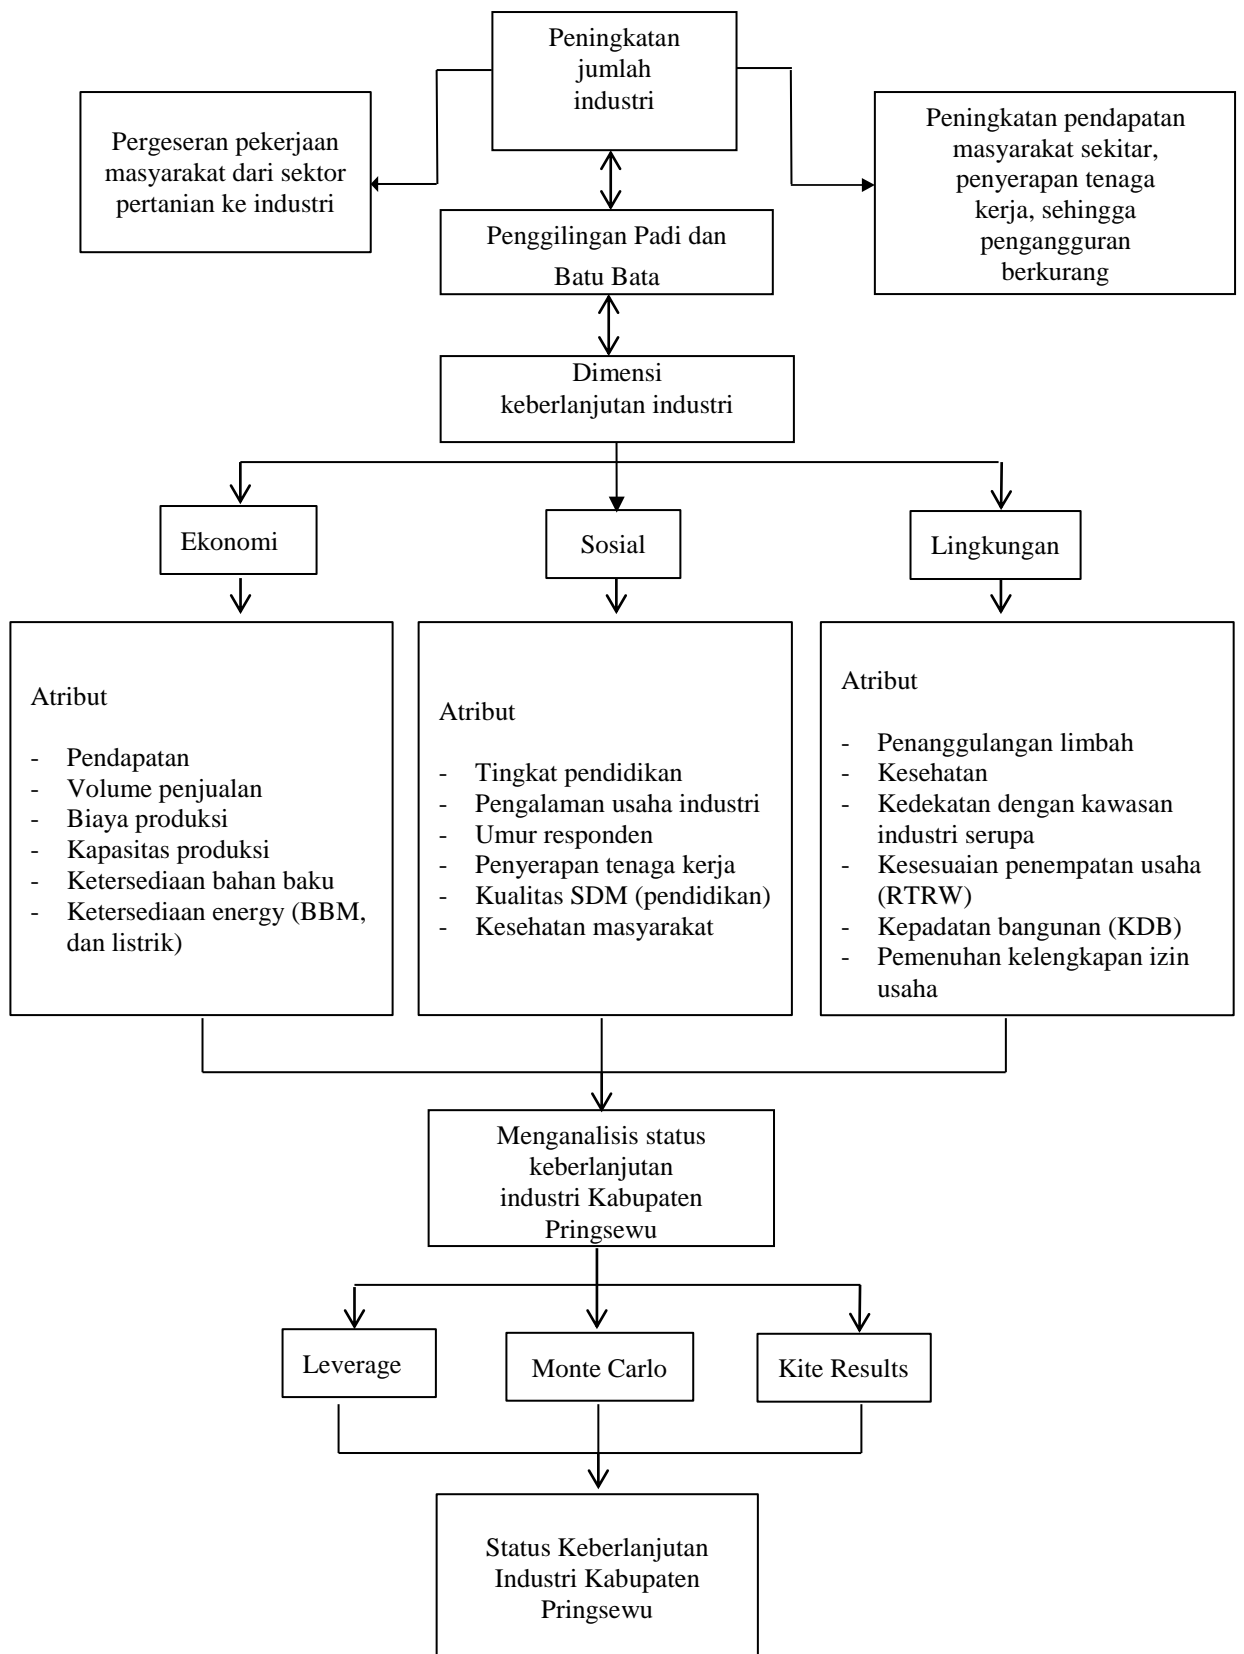 Peningkatan
jumlah
industri
Pergeseran pekerjaan
masyarakat dari sektor
pertanian ke industri
Peningkatan pendapatan
masyarakat sekitar,
penyerapan tenaga
kerja, sehingga
pengangguran
berkurang
Penggilingan Padi dan
Batu Bata
Dimensi
keberlanjutan industri
Ekonomi
Sosial
Lingkungan
Atribut
- Pendapatan
- Volume penjualan
- Biaya produksi
- Kapasitas produksi
- Ketersediaan bahan baku
- Ketersediaan energy (BBM,
dan listrik)
Atribut
- Tingkat pendidikan
- Pengalaman usaha industri
- Umur responden
- Penyerapan tenaga kerja
- Kualitas SDM (pendidikan)
- Kesehatan masyarakat
Atribut
- Penanggulangan limbah
- Kesehatan
- Kedekatan dengan kawasan
industri serupa
- Kesesuaian penempatan usaha
(RTRW)
- Kepadatan bangunan (KDB)
- Pemenuhan kelengkapan izin
usaha
Menganalisis status
keberlanjutan
industri Kabupaten
Pringsewu
Leverage
Monte Carlo
Kite Results
Status Keberlanjutan
Industri Kabupaten
Pringsewu